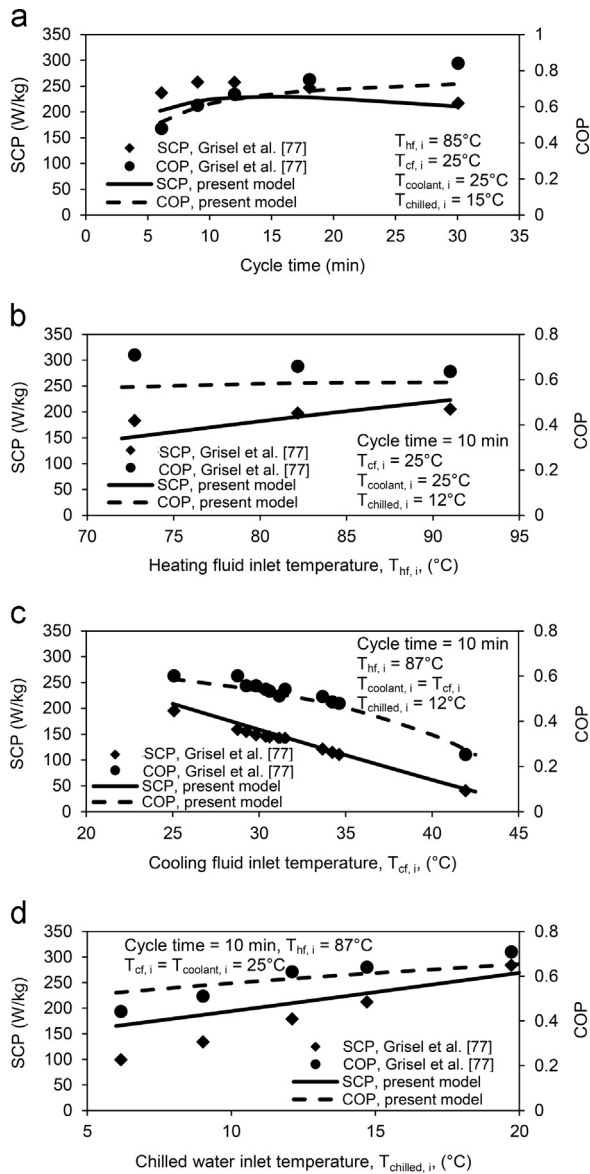 a
350
300
250
200
150
100
50
0
SCP (W/kg)
1
0.8
0.6
0.4
0.2
0
COP
SCP, Grisel et al. [77]
COP, Grisel et al. [77]
SCP, present model
COP, present model
Thf, i = 85°C
Tcf, i = 25°C
Tcoolant, i = 25°C
Tchilled, i = 15°C
0 5 10 15 20 25 30 35
Cycle time (min)
b
350
300
250
200
150
100
50
0
SCP (W/kg)
0.8
0.6
0.4
0.2
0
COP
SCP, Grisel et al. [77]
COP, Grisel et al. [77]
SCP, present model
COP, present model
Cycle time = 10 min
Tcf, i = 25°C
Tcoolant, i = 25°C
Tchilled, i = 12°C
70 75 80 85 90 95
Heating fluid inlet temperature, Thf, i, (°C)
c
350
300
250
200
150
100
50
0
SCP (W/kg)
0.8
0.6
0.4
0.2
0
COP
Cycle time = 10 min
Thf, i = 87°C
Tcoolant, i = Tcf, i
Tchilled, i = 12°C
SCP, Grisel et al. [77]
COP, Grisel et al. [77]
SCP, present model
COP, present model
20 25 30 35 40 45
Cooling fluid inlet temperature, Tcf, i, (°C)
d
350
300
250
200
150
100
50
0
SCP (W/kg)
0.8
0.6
0.4
0.2
0
COP
Cycle time = 10 min, Thf, i = 87°C
Tcf, i = Tcoolant, i = 25°C
SCP, Grisel et al. [77]
COP, Grisel et al. [77]
SCP, present model
COP, present model
5 10 15 20
Chilled water inlet temperature, Tchilled, i, (°C)